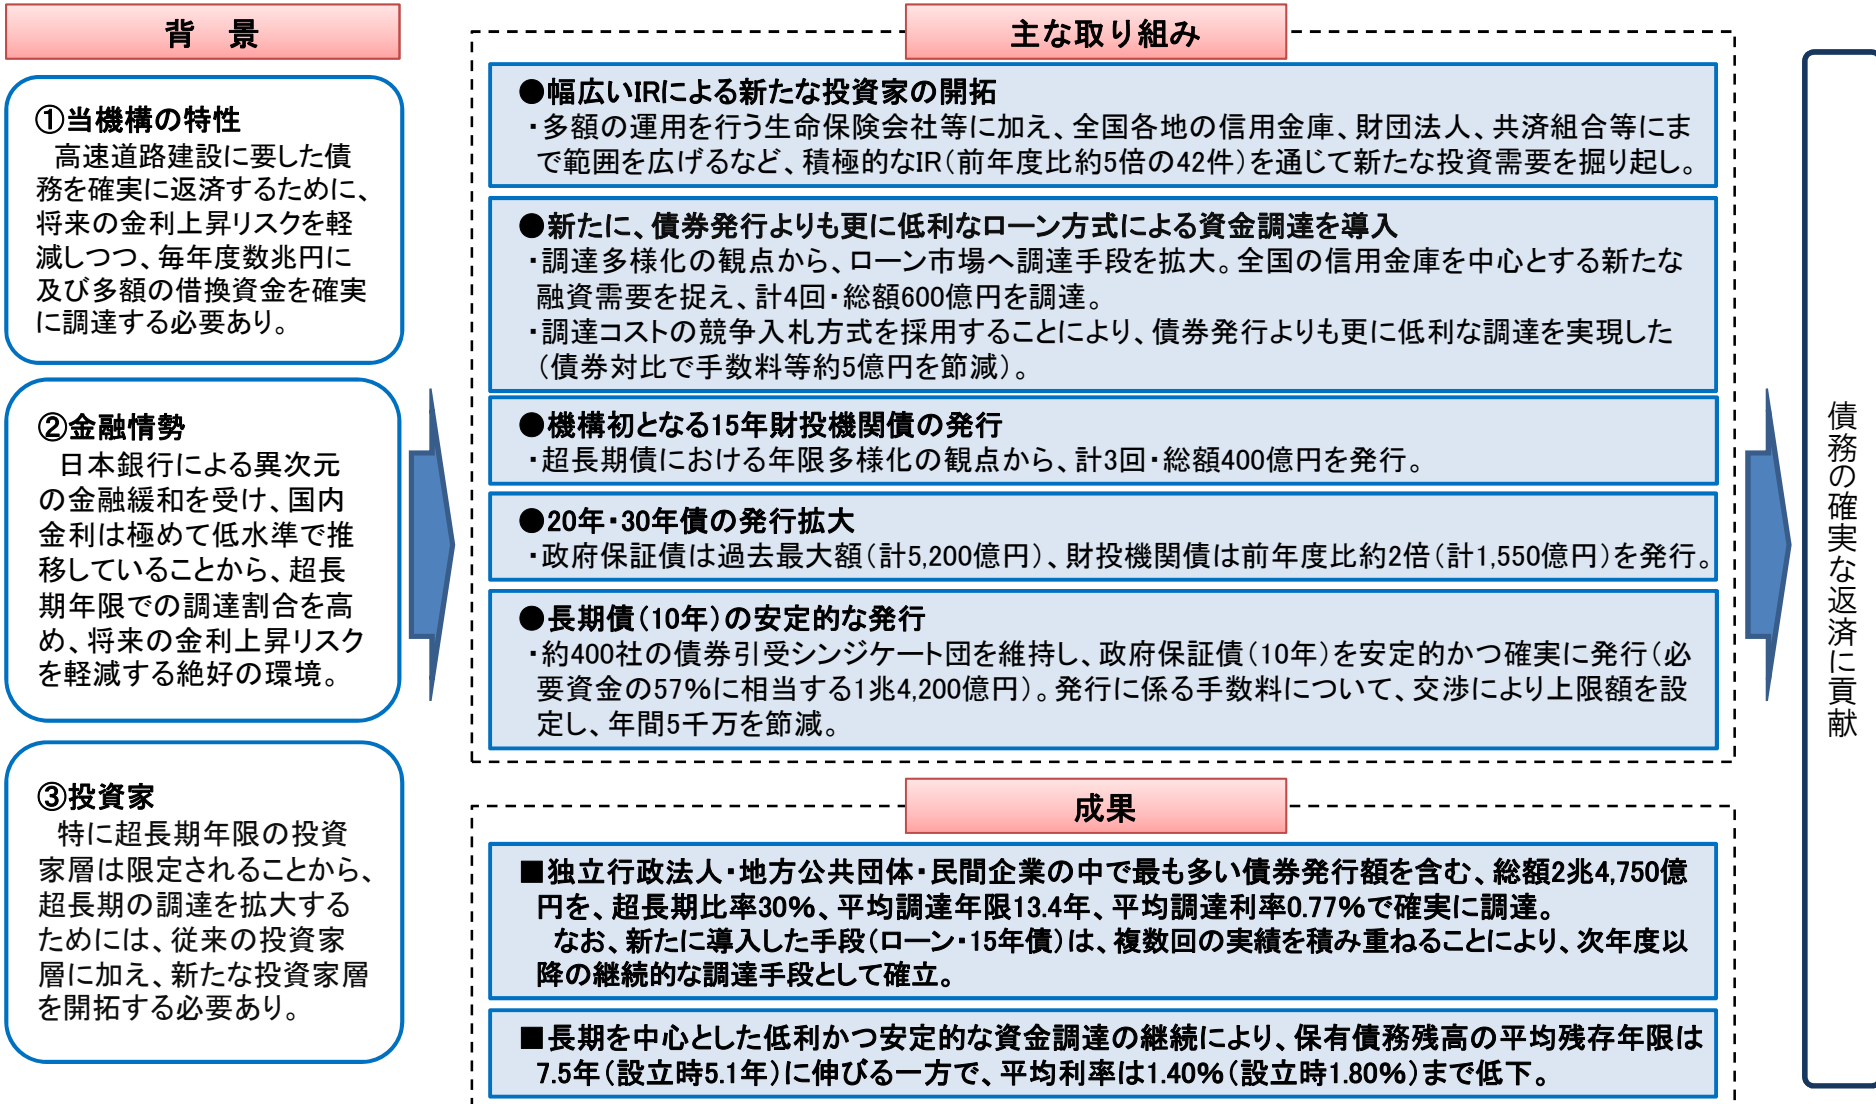 背　景
①当機構の特性
高速道路建設に要した債
務を確実に返済するために、
将来の金利上昇リスクを軽
減しつつ、毎年度数兆円に
及び多額の借換資金を確実
に調達する必要あり。
②金融情勢
日本銀行による異次元
の金融緩和を受け、国内
金利は極めて低水準で推
移していることから、超長
期年限での調達割合を高
め、将来の金利上昇リスク
を軽減する絶好の環境。
③投資家
特に超長期年限の投資
家層は限定されることから、
超長期の調達を拡大する
ためには、従来の投資家
層に加え、新たな投資家層
を開拓する必要あり。
主な取り組み
●幅広いIRによる新たな投資家の開拓
・多額の運用を行う生命保険会社等に加え、全国各地の信用金庫、財団法人、共済組合等にま
で範囲を広げるなど、積極的なIR（前年度比約5倍の42件）を通じて新たな投資需要を掘り起し。
●新たに、債券発行よりも更に低利なローン方式による資金調達を導入
・調達多様化の観点から、ローン市場へ調達手段を拡大。全国の信用金庫を中心とする新たな
融資需要を捉え、計4回・総額600億円を調達。
・調達コストの競争入札方式を採用することにより、債券発行よりも更に低利な調達を実現した
（債券対比で手数料等約5億円を節減）。
●機構初となる15年財投機関債の発行
・超長期債における年限多様化の観点から、計3回・総額400億円を発行。
●20年・30年債の発行拡大
・政府保証債は過去最大額（計5,200億円）、財投機関債は前年度比約2倍（計1,550億円）を発行。
●長期債（10年）の安定的な発行
・約400社の債券引受シンジケート団を維持し、政府保証債（10年）を安定的かつ確実に発行（必
要資金の57%に相当する1兆4,200億円）。発行に係る手数料について、交渉により上限額を設
定し、年間5千万を節減。
成果
■独立行政法人・地方公共団体・民間企業の中で最も多い債券発行額を含む、総額2兆4,750億
円を、超長期比率30%、平均調達年限13.4年、平均調達利率0.77%で確実に調達。
なお、新たに導入した手段（ローン・15年債）は、複数回の実績を積み重ねることにより、次年度以
降の継続的な調達手段として確立。
■長期を中心とした低利かつ安定的な資金調達の継続により、保有債務残高の平均残存年限は
7.5年（設立時5.1年）に伸びる一方で、平均利率は1.40%（設立時1.80%）まで低下。
債務の確実な返済に貢献